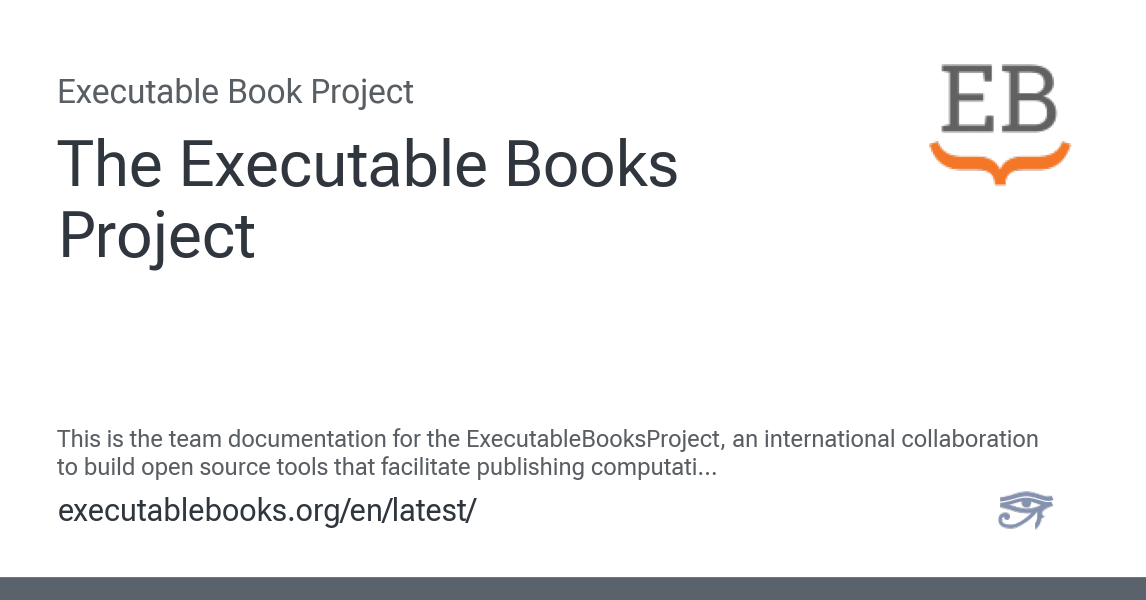 Executable Book Project
EB
The Executable Books
Project
This is the team documentation for the ExecutableBooksProject, an international collaboration
to build open source tools that facilitate publishing computati...
executablebooks.org/en/latest/